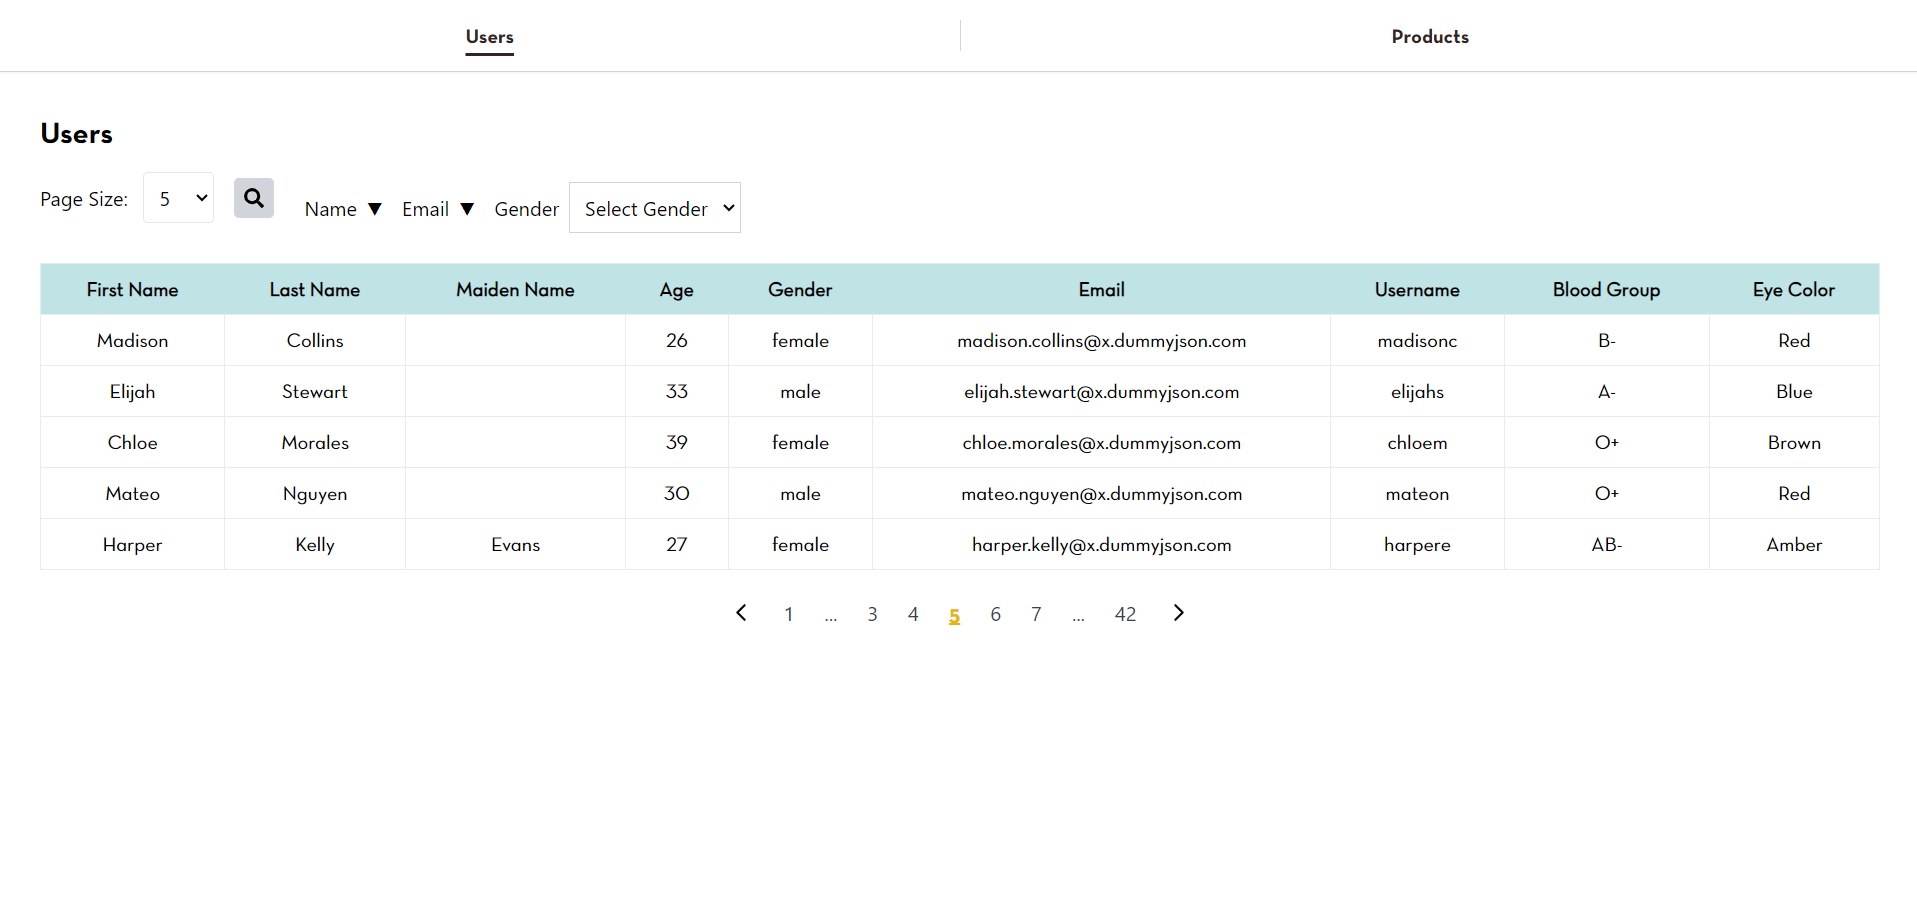 Users Products
Users
Page Size: 5 Name ▼ Email ▼ Gender Select Gender
First Name Last Name Maiden Name Age Gender Email Username Blood Group Eye Color
Madison Collins 26 female madison.collins@x.dummyjson.com madisonc B- Red
Elijah Stewart 33 male elijah.stewart@x.dummyjson.com elijahs A- Blue
Chloe Morales 39 female chloe.morales@x.dummyjson.com chloem O+ Brown
Mateo Nguyen 30 male mateo.nguyen@x.dummyjson.com mateon O+ Red
Harper Kelly Evans 27 female harper.kelly@x.dummyjson.com harpere AB- Amber
1 ... 3 4 5 6 7 ... 42